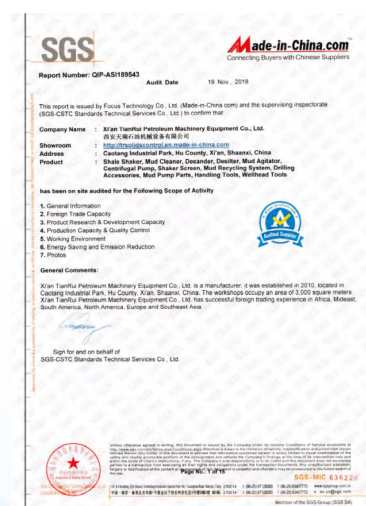 SGS
Made-in-China.com
Connecting Buyers with Chinese Suppliers
Report Number: QIP-ASI189543
Audit Date 19 Nov., 2018
This report is issued by Focus Technology Co., Ltd. (Made-in-China.com) and the supervising inspectorate
(SGS-CSTC Standards Technical Services Co., Ltd.) to confirm that:
Company Name : Xi'an TianRui Petroleum Machinery Equipment Co., Ltd.
西安天瑞石油机械设备有限公司
Showroom : http://trsolidscontrol.en.made-in-china.com
Address : Caotang Industrial Park, Hu County, Xi'an, Shaanxi, China
Product : Shale Shaker, Mud Cleaner, Desander, Desilter, Mud Agitator,
Centrifugal Pump, Shaker Screen, Mud Recycling System, Drilling
Accessories, Mud Pump Parts, Handling Tools, Wellhead Tools
has been on site audited for the Following Scope of Activity
1. General Information
2. Foreign Trade Capacity
3. Product Research & Development Capacity
4. Production Capacity & Quality Control
5. Working Environment
6. Energy Saving and Emission Reduction
7. Photos
Audited Supplier
General Comments:
Xi'an TianRui Petroleum Machinery Equipment Co., Ltd. is a manufacturer; it was established in 2010, located in
Caotang Industrial Park, Hu County, Xi'an, Shaanxi, China. The workshops occupy an area of 3,000 square meters.
Xi'an TianRui Petroleum Machinery Equipment Co., Ltd. has successful foreign trading experience in Africa, Mideast,
South America, North America, Europe and Southeast Asia.
Sign for and on behalf of
SGS-CSTC Standards Technical Services Co., Ltd.
Page No.: 1 of 16
SGS-MIC 636220
Member of the SGS Group (SGS SA)